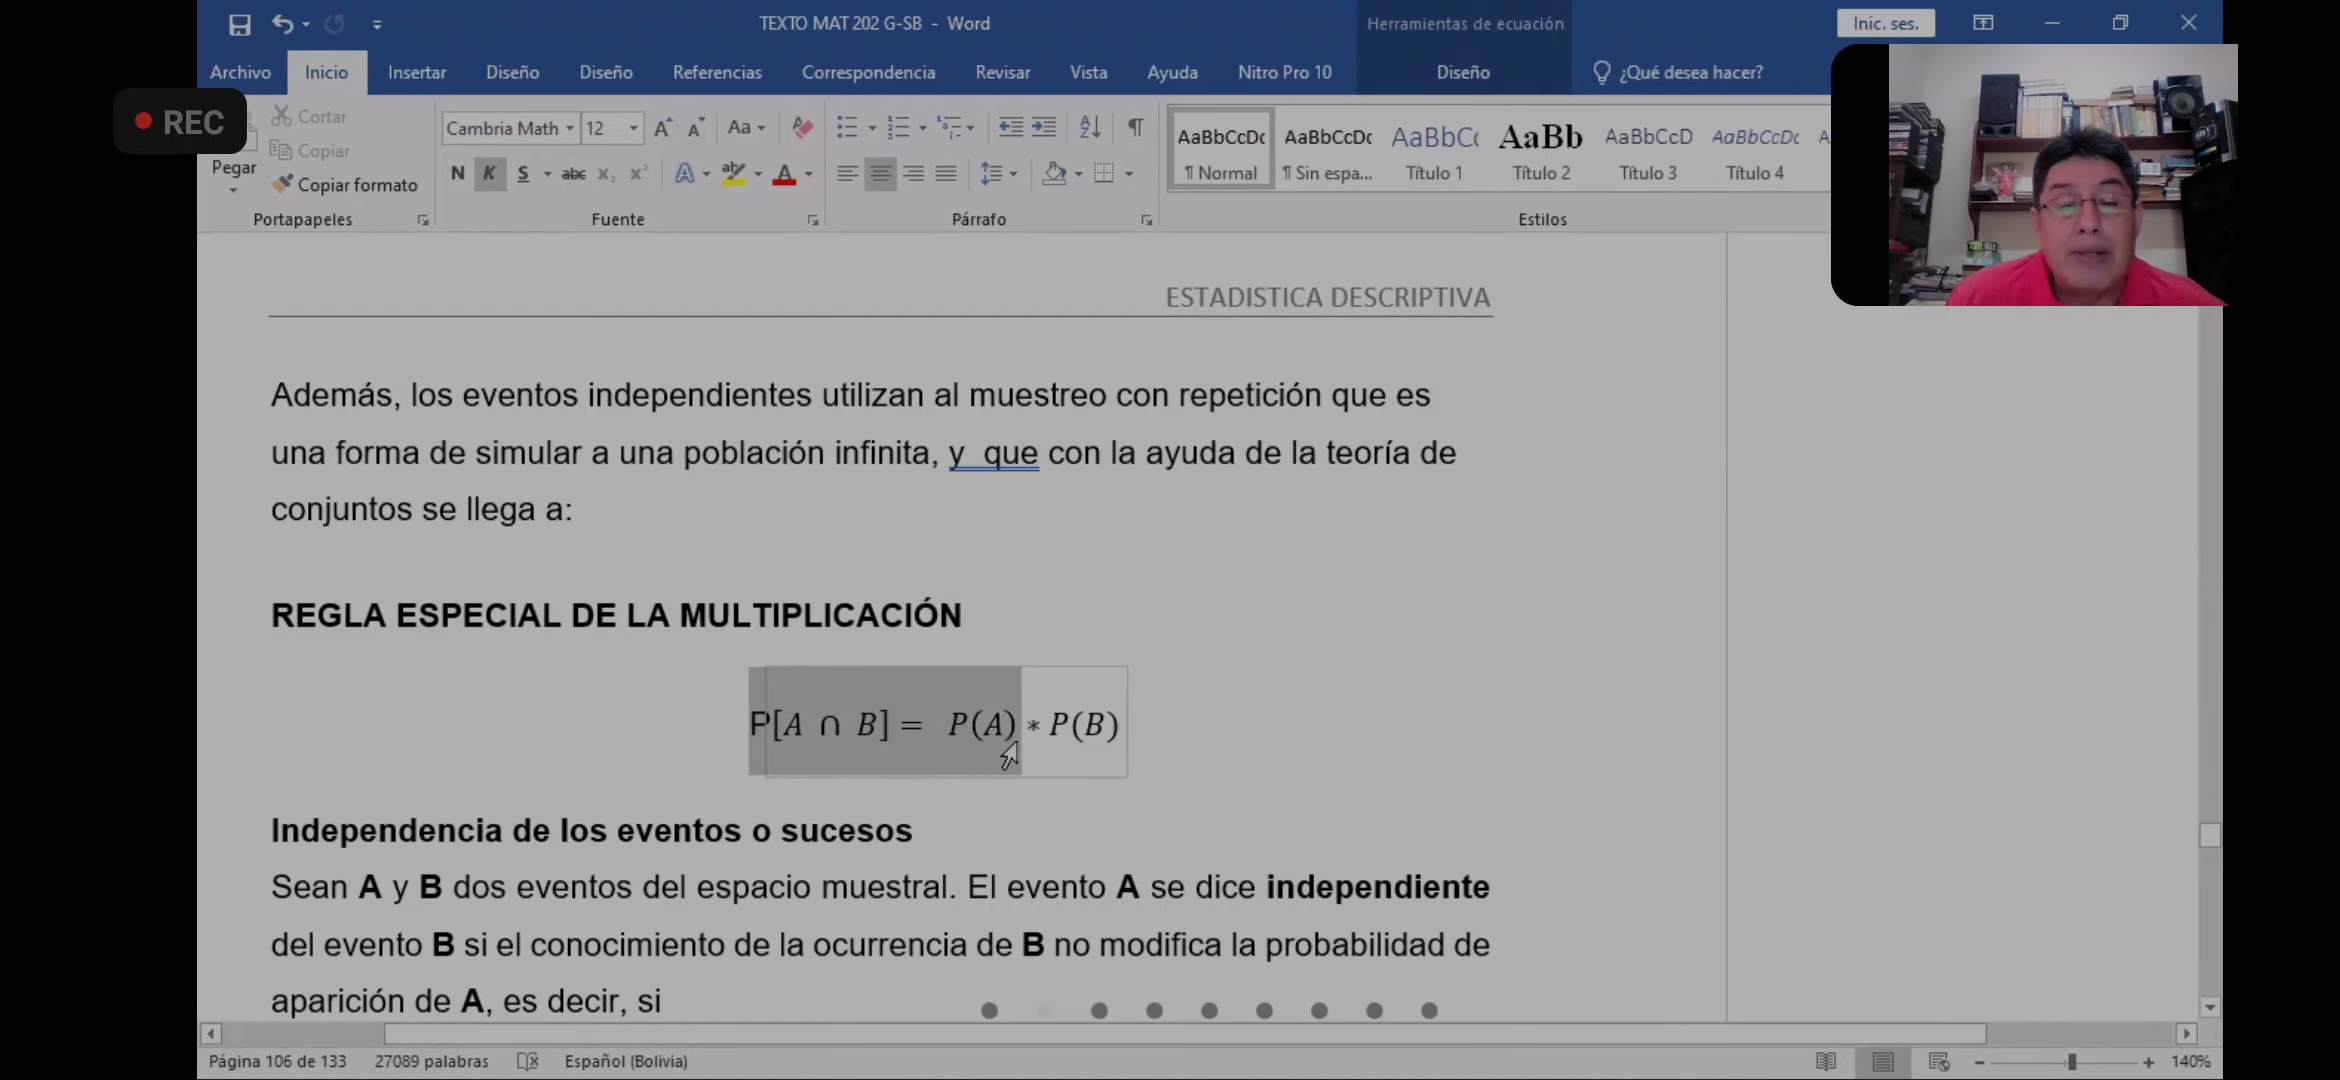 TEXTO MAT 202 G-SB - Word
Herramientas de ecuación
Inic. ses.
Archivo Inicio Insertar Diseño Diseño Referencias Correspondencia Revisar Vista Ayuda Nitro Pro 10 Diseño ¿Qué desea hacer?
REC
Pegar
Cortar
Copiar
Copiar formato
Portapapeles
Cambria Math 12
Aa
N K S abc x₂ x²
Fuente
Párrafo
AaBbCcDc AaBbCcDc AaBbC( AaBb AaBbCcD AaBbCcDc
¶ Normal ¶ Sin espa... Título 1 Título 2 Título 3 Título 4
Estilos
ESTADISTICA DESCRIPTIVA
Además, los eventos independientes utilizan al muestreo con repetición que es
una forma de simular a una población infinita, y  que con la ayuda de la teoría de
conjuntos se llega a:
REGLA ESPECIAL DE LA MULTIPLICACIÓN
P[A ∩ B] = P(A) * P(B)
Independencia de los eventos o sucesos
Sean A y B dos eventos del espacio muestral. El evento A se dice independiente
del evento B si el conocimiento de la ocurrencia de B no modifica la probabilidad de
aparición de A, es decir, si
Página 106 de 133 27089 palabras Español (Bolivia) 140%